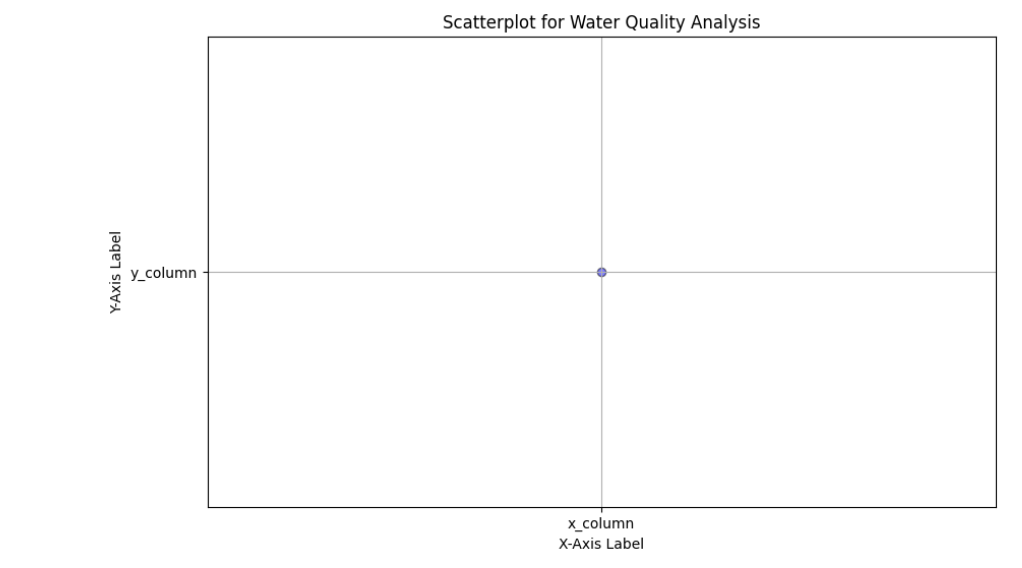 Scatterplot for Water Quality Analysis
Y-Axis Label
y_column
x_column
X-Axis Label